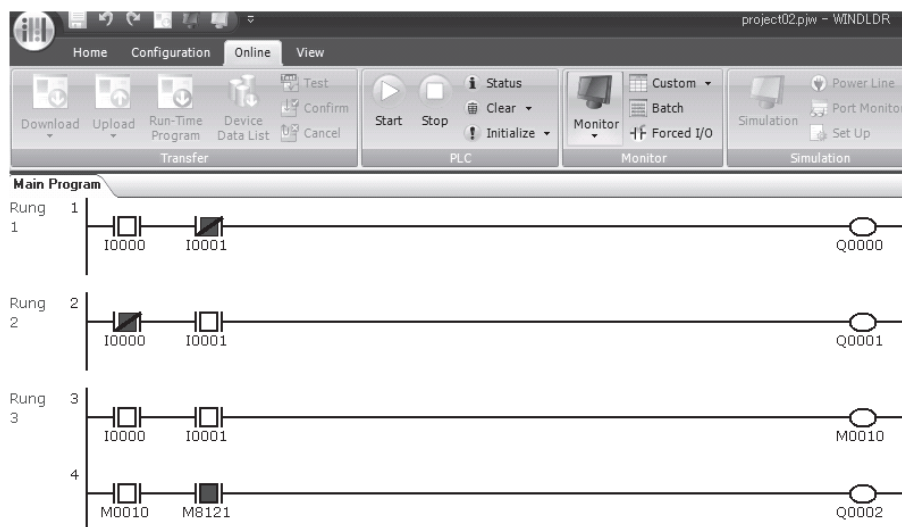 project02.pjw - WINDLDR
Home Configuration Online View
Download Upload Run-Time Program Device Data List Test Confirm Cancel
Transfer
Start Stop Status Clear Initialize
PLC
Monitor Custom Batch Forced I/O
Monitor
Simulation Power Line Port Monitor Set Up
Simulation
Main Program
Rung 1 1
I0000 I0001 Q0000
Rung 2 2
I0000 I0001 Q0001
Rung 3 3
I0000 I0001 M0010
4
M0010 M8121 Q0002